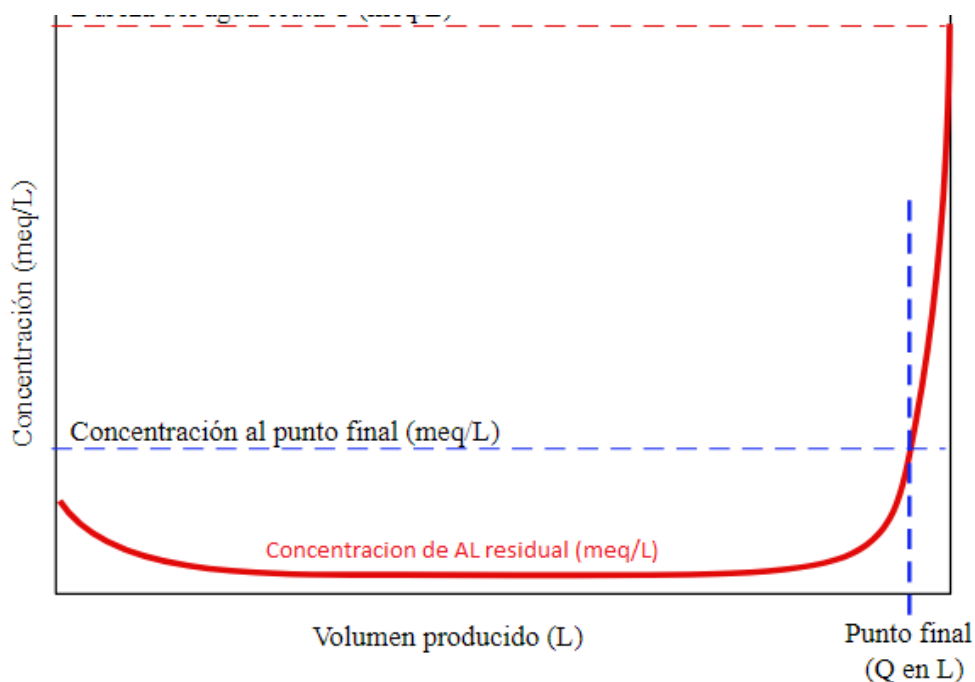 Concentración (meq/L)
Concentración al punto final (meq/L)
Concentracion de AL residual (meq/L)
Volumen producido (L)
Punto final
(Q en L)